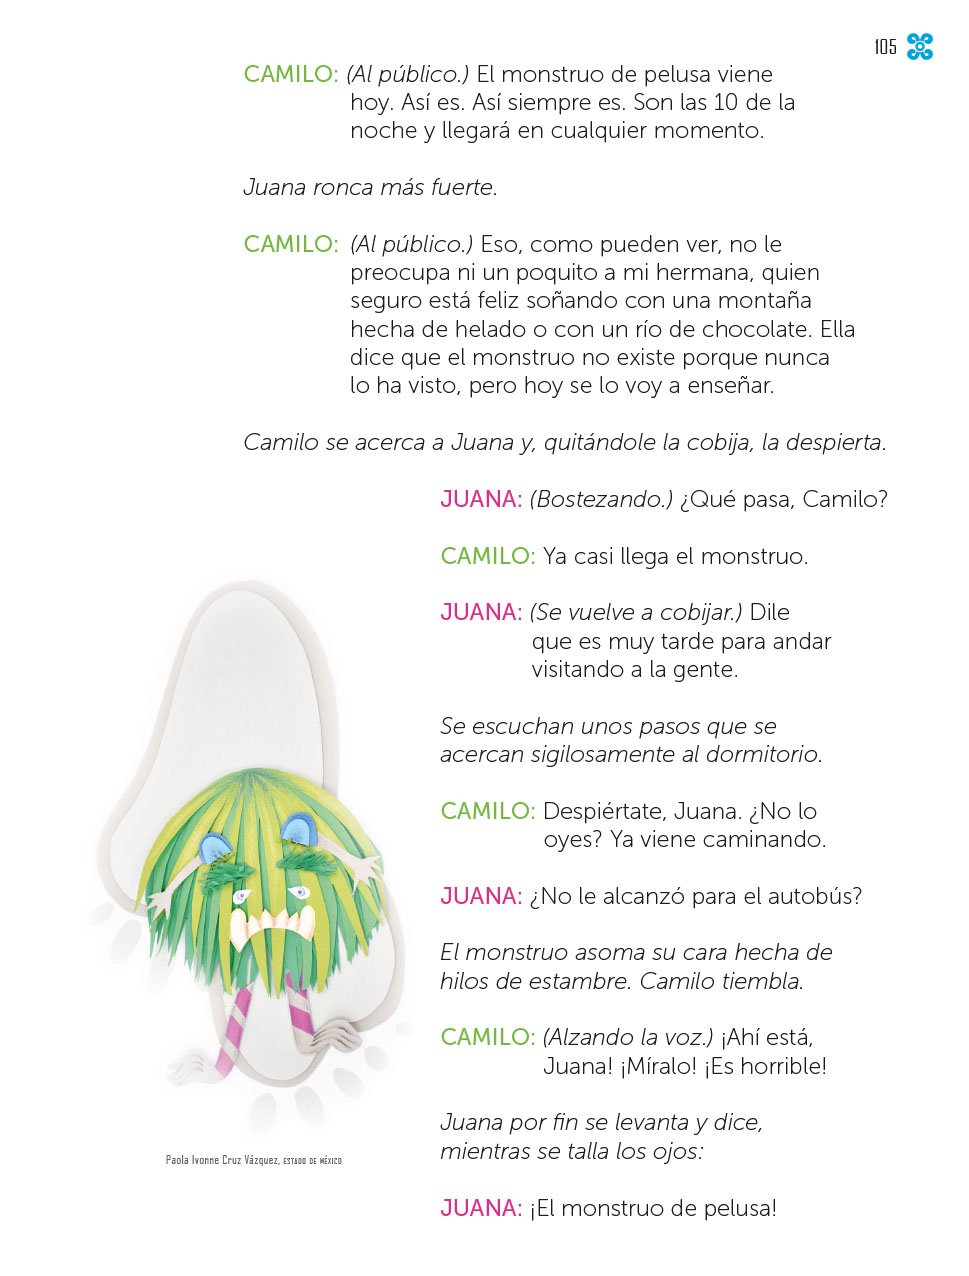 105
CAMILO: (Al público.) El monstruo de pelusa viene
hoy. Así es. Así siempre es. Son las 10 de la
noche y llegará en cualquier momento.
Juana ronca más fuerte.
CAMILO: (Al público.) Eso, como pueden ver, no le
preocupa ni un poquito a mi hermana, quien
seguro está feliz soñando con una montaña
hecha de helado o con un río de chocolate. Ella
dice que el monstruo no existe porque nunca
lo ha visto, pero hoy se lo voy a enseñar.
Camilo se acerca a Juana y, quitándole la cobija, la despierta.
JUANA: (Bostezando.) ¿Qué pasa, Camilo?
CAMILO: Ya casi llega el monstruo.
JUANA: (Se vuelve a cobijar.) Dile
que es muy tarde para andar
visitando a la gente.
Se escuchan unos pasos que se
acercan sigilosamente al dormitorio.
CAMILO: Despiértate, Juana. ¿No lo
oyes? Ya viene caminando.
JUANA: ¿No le alcanzó para el autobús?
El monstruo asoma su cara hecha de
hilos de estambre. Camilo tiembla.
CAMILO: (Alzando la voz.) ¡Ahí está,
Juana! ¡Míralo! ¡Es horrible!
Juana por fin se levanta y dice,
mientras se talla los ojos:
JUANA: ¡El monstruo de pelusa!
Paola Ivonne Cruz Vázquez, ESTADO DE MÉXICO